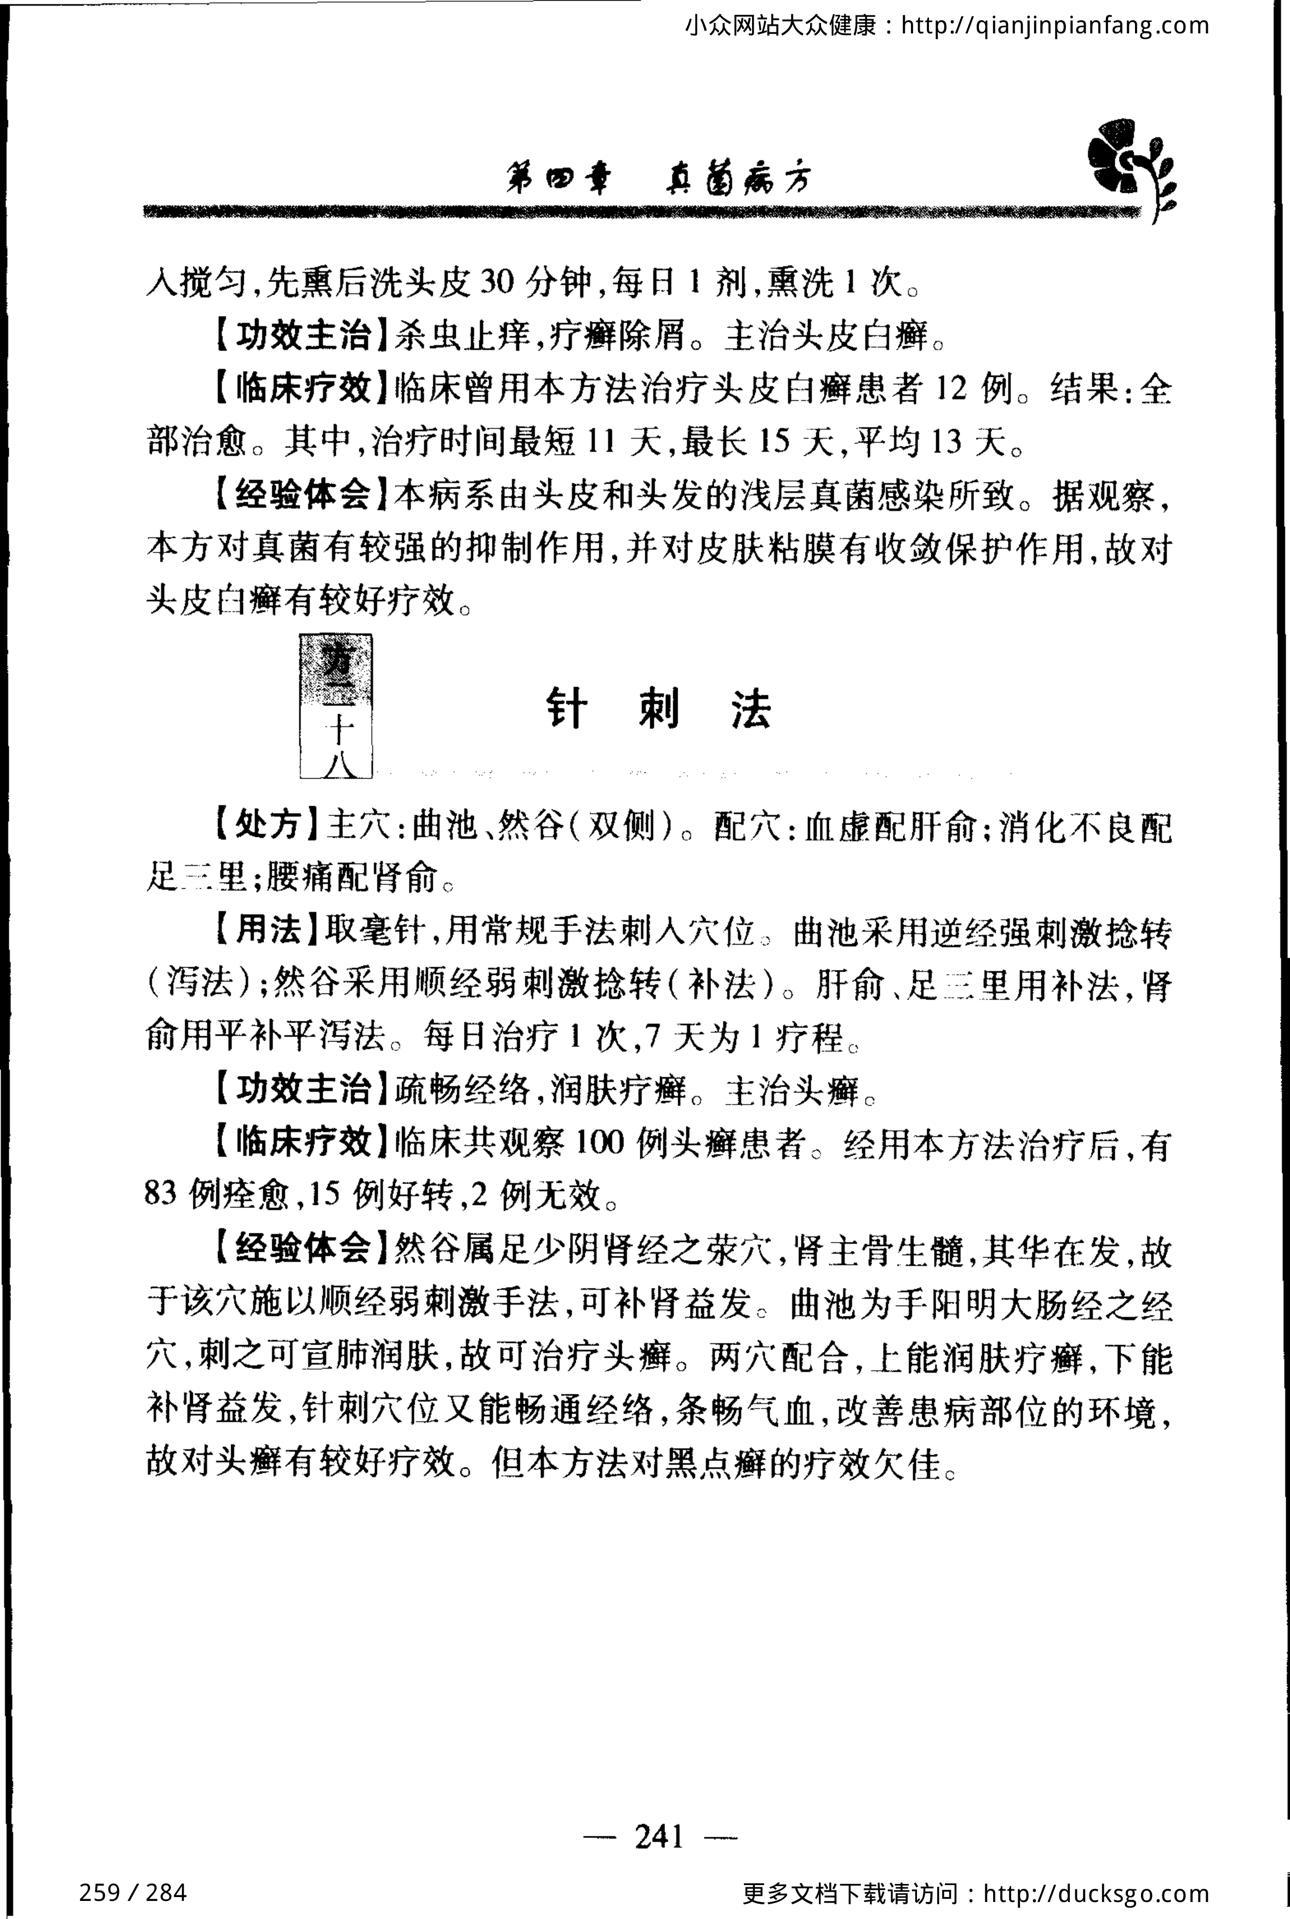 小众网站大众健康：http://qianjinpianfang.com
第四章 真菌病方
入搅匀,先熏后洗头皮30分钟,每日1剂,熏洗1次。
【功效主治】杀虫止痒,疗癣除屑。主治头皮白癣。
【临床疗效】临床曾用本方法治疗头皮白癣患者12例。结果:全
部治愈。其中,治疗时间最短11天,最长15天,平均13天。
【经验体会】本病系由头皮和头发的浅层真菌感染所致。据观察,
本方对真菌有较强的抑制作用,并对皮肤粘膜有收敛保护作用,故对
头皮白癣有较好疗效。
方二十八
针刺法
【处方】主穴:曲池、然谷(双侧)。配穴:血虚配肝俞;消化不良配
足三里;腰痛配肾俞。
【用法】取毫针,用常规手法刺入穴位。曲池采用逆经强刺激捻转
(泻法);然谷采用顺经弱刺激捻转(补法)。肝俞、足三里用补法,肾
俞用平补平泻法。每日治疗1次,7天为1疗程。
【功效主治】疏畅经络,润肤疗癣。主治头癣。
【临床疗效】临床共观察100例头癣患者。经用本方法治疗后,有
83例痊愈,15例好转,2例无效。
【经验体会】然谷属足少阴肾经之荥穴,肾主骨生髓,其华在发,故
于该穴施以顺经弱刺激手法,可补肾益发。曲池为手阳明大肠经之经
穴,刺之可宣肺润肤,故可治疗头癣。两穴配合,上能润肤疗癣,下能
补肾益发,针刺穴位又能畅通经络,条畅气血,改善患病部位的环境,
故对头癣有较好疗效。但本方法对黑点癣的疗效欠佳。
— 241 —
259 / 284
更多文档下载请访问：http://ducksgo.com